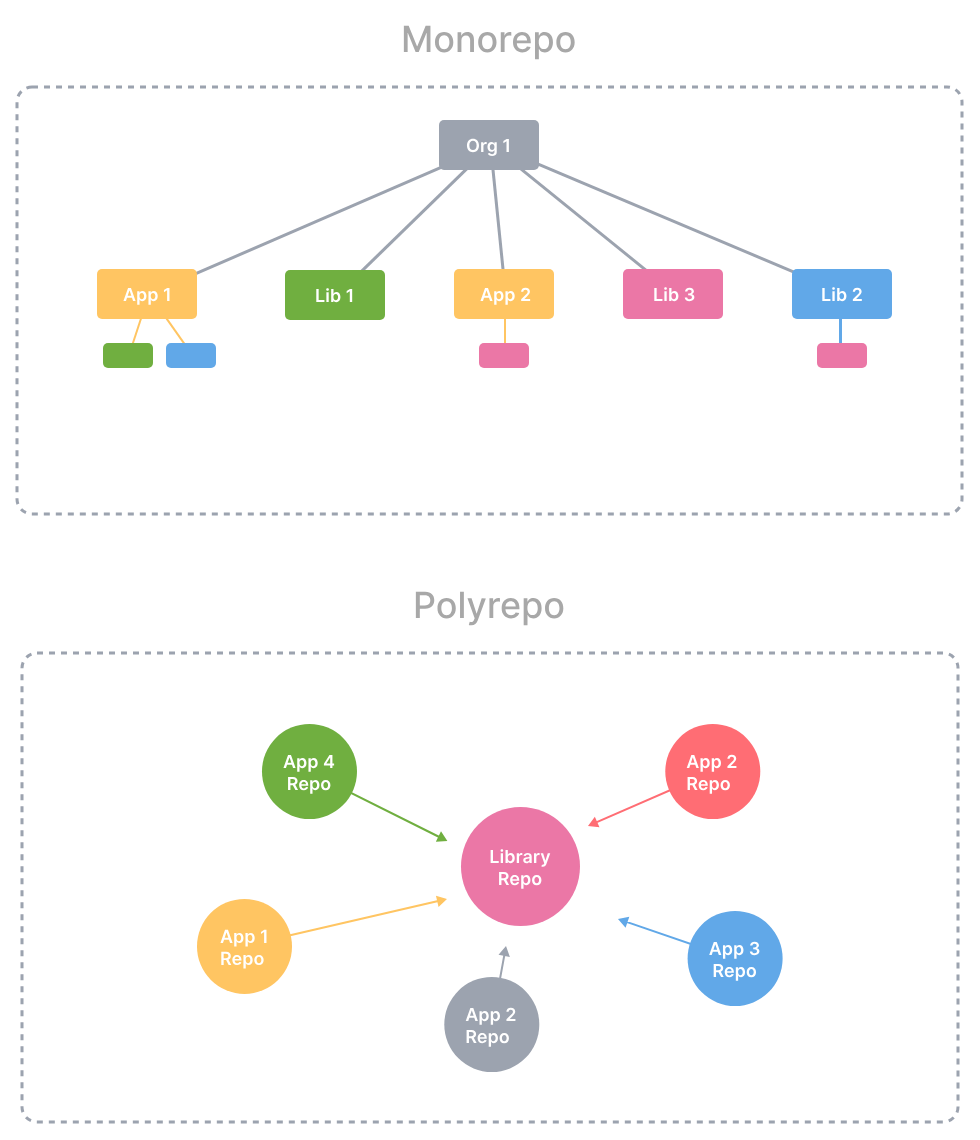 Monorepo
Org 1
App 1
Lib 1
App 2
Lib 3
Lib 2
Polyrepo
App 4
Repo
App 2
Repo
Library
Repo
App 1
Repo
App 3
Repo
App 2
Repo